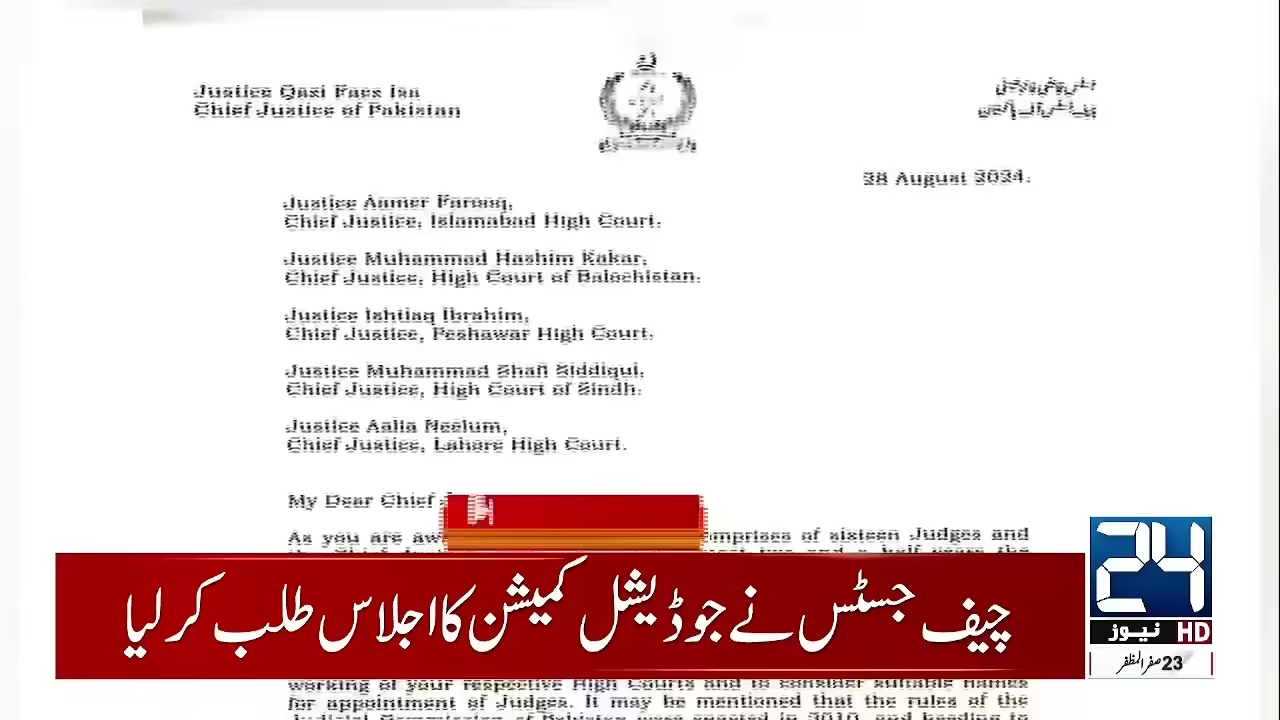 Justice Qazi Faez Isa
Chief Justice of Pakistan
28 August 2024.
Justice Aamer Farooq,
Chief Justice, Islamabad High Court.
Justice Muhammad Hashim Kakar,
Chief Justice, High Court of Balochistan.
Justice Ishtiaq Ibrahim,
Chief Justice, Peshawar High Court.
Justice Muhammad Shafi Siddiqui,
Chief Justice, High Court of Sindh.
Justice Aalia Neelum,
Chief Justice, Lahore High Court.
My Dear Chief
As you are mprises of sixteen Judges and
چیف جسٹس نے جوڈیشل کمیشن کا اجلاس طلب کر لیا
24
نیوز HD
23 صفر المظفر
working of your respective High Courts and to consider suitable names
for appointment of Judges. It may be mentioned that the rules of the